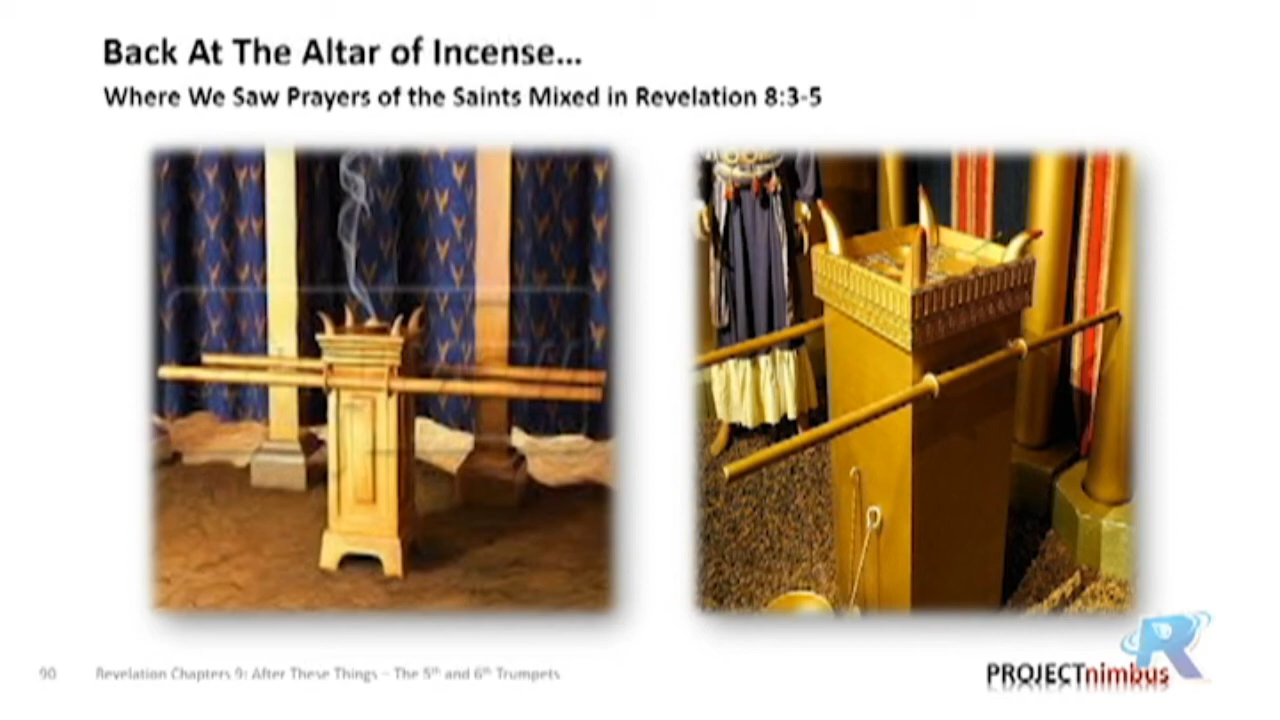 Back At The Altar of Incense...
Where We Saw Prayers of the Saints Mixed in Revelation 8:3-5
90 Revelation Chapters 9: After These Things – The 5th and 6th Trumpets
PROJECTnimbus
R